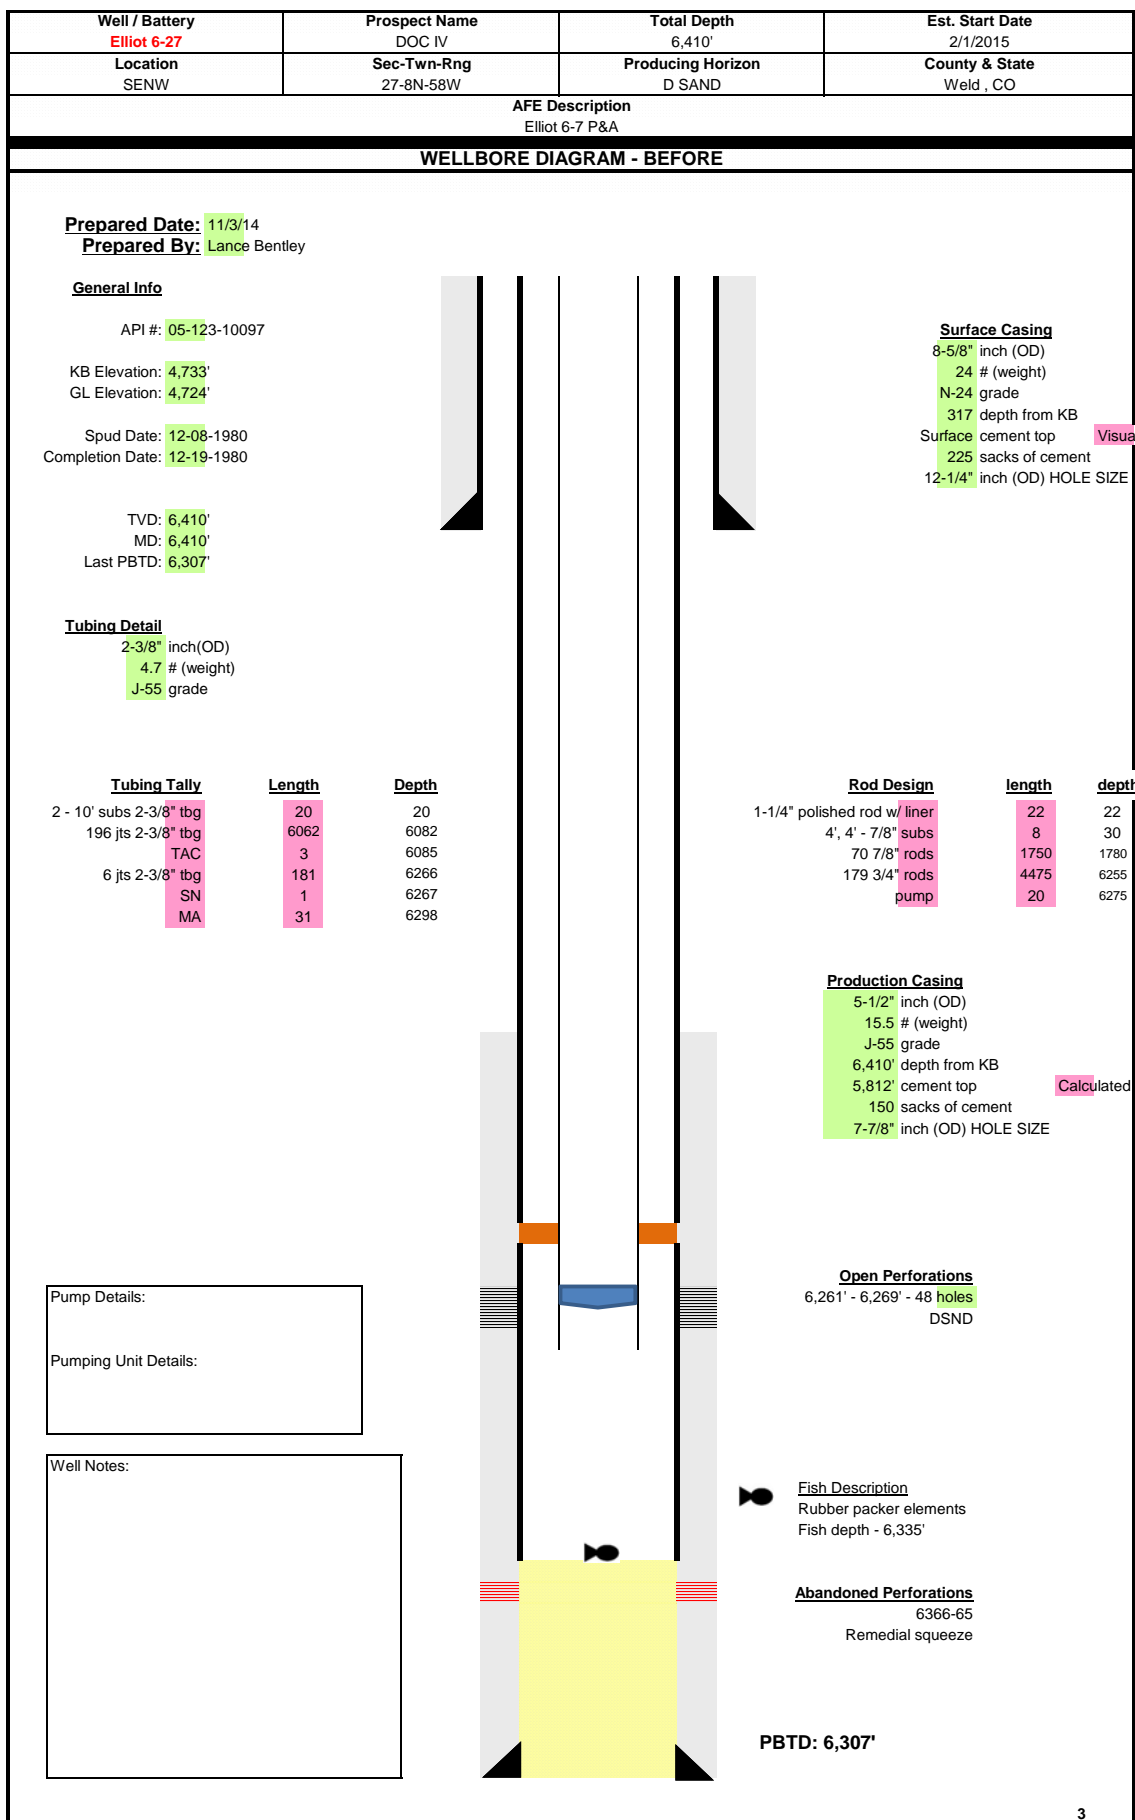 Well / Battery Prospect Name Total Depth Est. Start Date
Elliot 6-27 DOC IV 6,410' 2/1/2015
Location Sec-Twn-Rng Producing Horizon County & State
SENW 27-8N-58W D SAND Weld , CO
AFE Description
Elliot 6-7 P&A
WELLBORE DIAGRAM - BEFORE
Prepared Date: 11/3/14
Prepared By: Lance Bentley
General Info
API #: 05-123-10097
KB Elevation: 4,733'
GL Elevation: 4,724'
Spud Date: 12-08-1980
Completion Date: 12-19-1980
TVD: 6,410'
MD: 6,410'
Last PBTD: 6,307'
Surface Casing
8-5/8" inch (OD)
24 # (weight)
N-24 grade
317 depth from KB
Surface cement top Visua
225 sacks of cement
12-1/4" inch (OD) HOLE SIZE
Tubing Detail
2-3/8" inch(OD)
4.7 # (weight)
J-55 grade
Tubing Tally Length Depth
2 - 10' subs 2-3/8" tbg 20 20
196 jts 2-3/8" tbg 6062 6082
TAC 3 6085
6 jts 2-3/8" tbg 181 6266
SN 1 6267
MA 31 6298
Rod Design length depth
1-1/4" polished rod w/ liner 22 22
4', 4' - 7/8" subs 8 30
70 7/8" rods 1750 1780
179 3/4" rods 4475 6255
pump 20 6275
Production Casing
5-1/2" inch (OD)
15.5 # (weight)
J-55 grade
6,410' depth from KB
5,812' cement top Calculated
150 sacks of cement
7-7/8" inch (OD) HOLE SIZE
Open Perforations
6,261' - 6,269' - 48 holes
DSND
Pump Details:
Pumping Unit Details:
Well Notes:
Fish Description
Rubber packer elements
Fish depth - 6,335'
Abandoned Perforations
6366-65
Remedial squeeze
PBTD: 6,307'
3